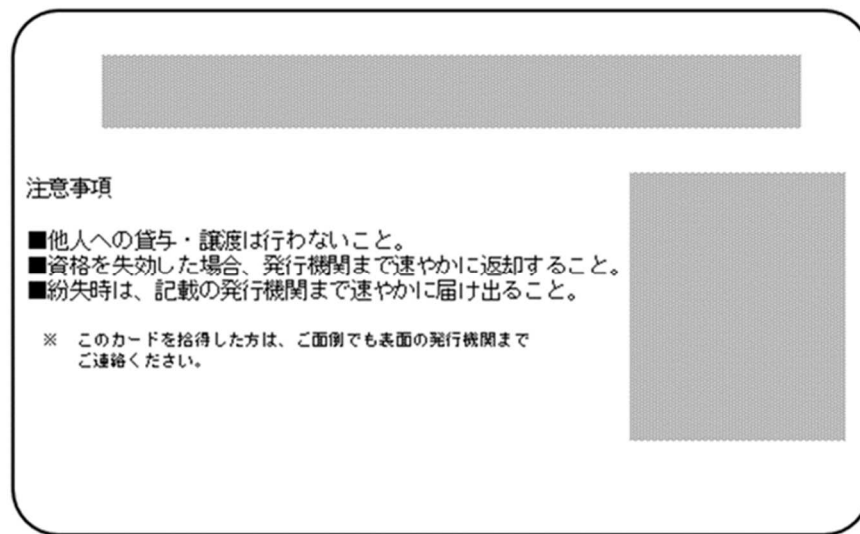 注意事項
■他人への貸与・譲渡は行わないこと。
■資格を失効した場合、発行機関まで速やかに返却すること。
■紛失時は、記載の発行機関まで速やかに届け出ること。
※　このカードを拾得した方は、ご面倒でも表面の発行機関まで
ご連絡ください。